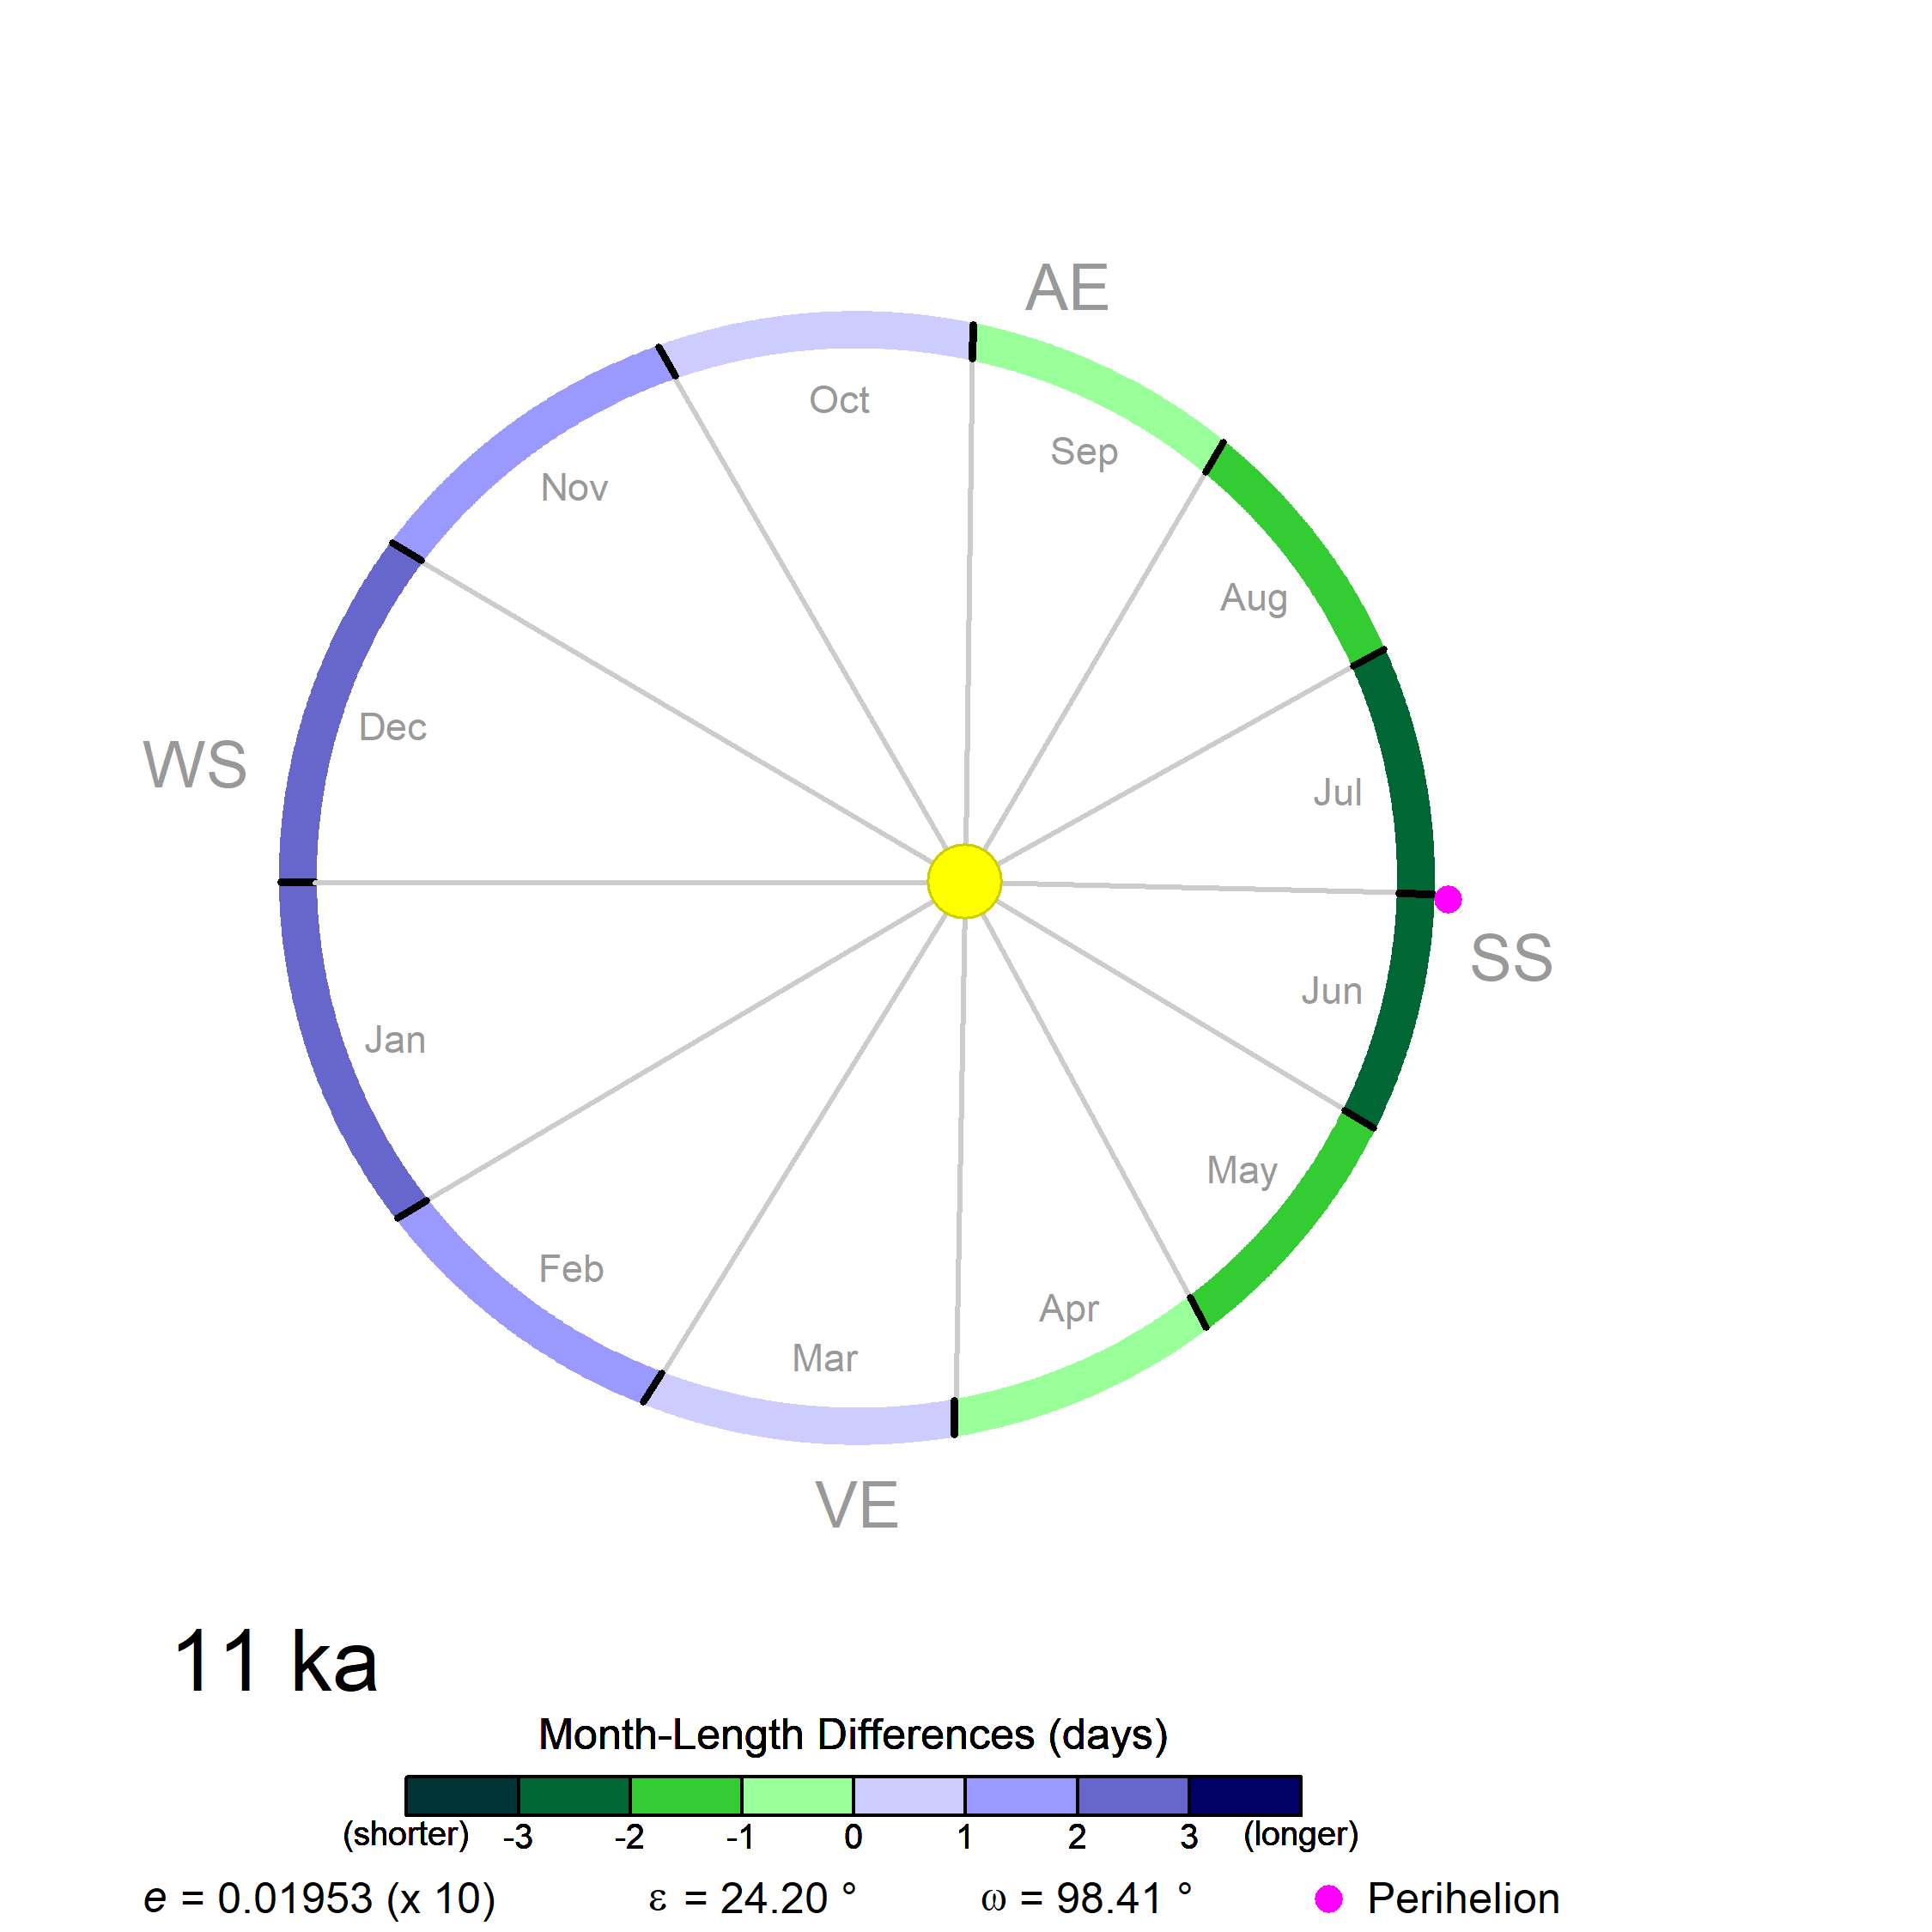 AE
Oct
Sep
Nov
Aug
Dec
WS
Jul
SS
Jun
Jan
May
Feb
Apr
Mar
VE
11 ka
Month-Length Differences (days)
(shorter) -3 -2 -1 0 1 2 3 (longer)
e = 0.01953 (x 10) ε = 24.20 ° ω = 98.41 ° Perihelion